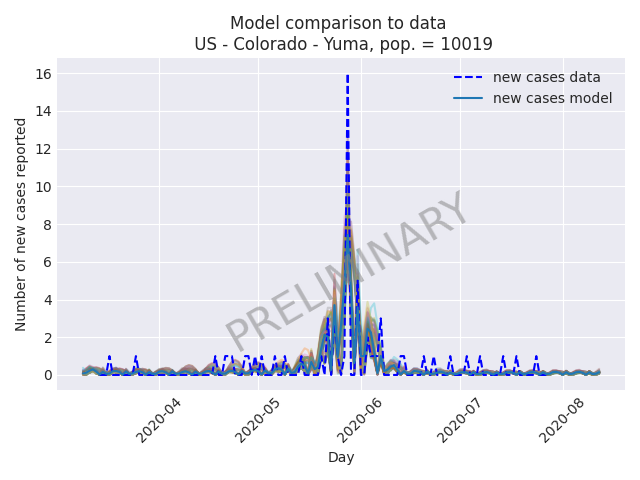 Model comparison to data
US - Colorado - Yuma, pop. = 10019
new cases data
new cases model
16
14
12
10
8
6
4
2
0
Number of new cases reported
PRELIMINARY
2020-04
2020-05
2020-06
2020-07
2020-08
Day